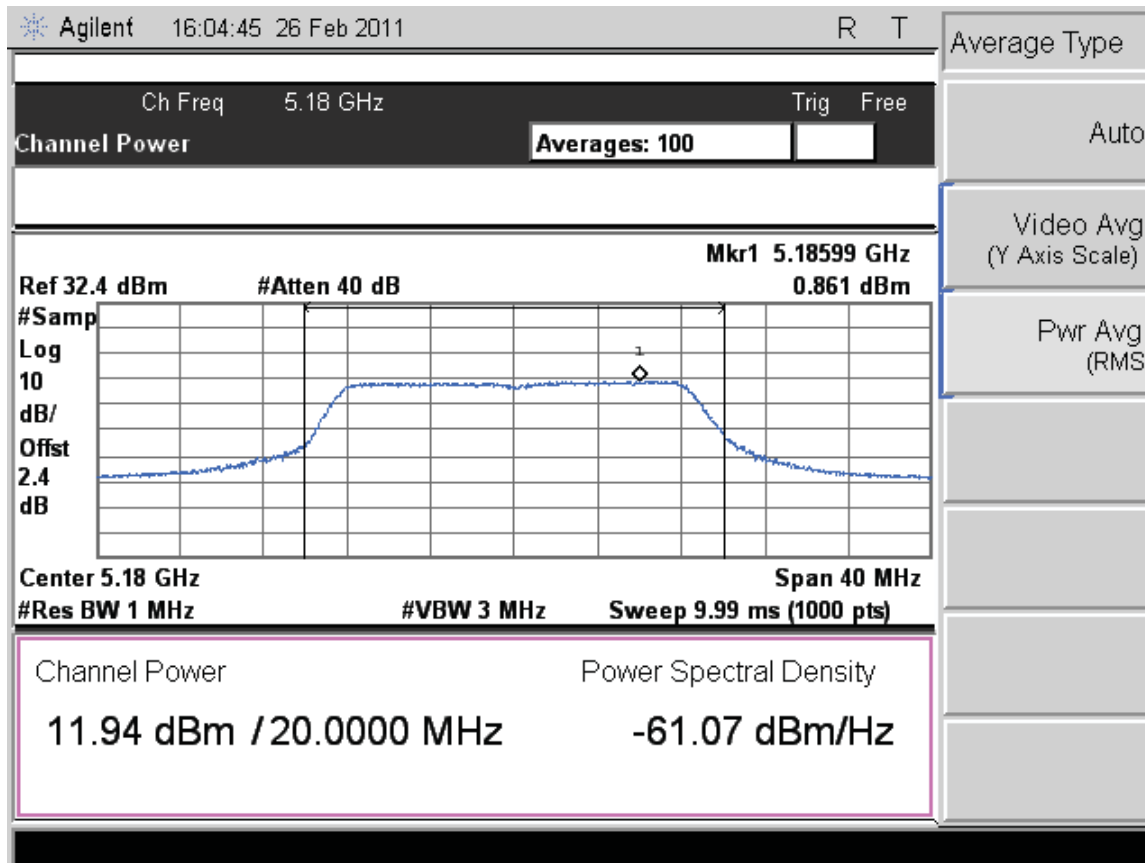 Agilent 16:04:45 26 Feb 2011 R T
Average Type
Ch Freq 5.18 GHz Trig Free
Channel Power Averages: 100
Auto
Video Avg
(Y Axis Scale)
Pwr Avg
(RMS
Mkr1 5.18599 GHz
Ref 32.4 dBm #Atten 40 dB 0.861 dBm
#Samp
Log
10
dB/
Offst
2.4
dB
1
Center 5.18 GHz Span 40 MHz
#Res BW 1 MHz #VBW 3 MHz Sweep 9.99 ms (1000 pts)
Channel Power Power Spectral Density
11.94 dBm / 20.0000 MHz -61.07 dBm/Hz